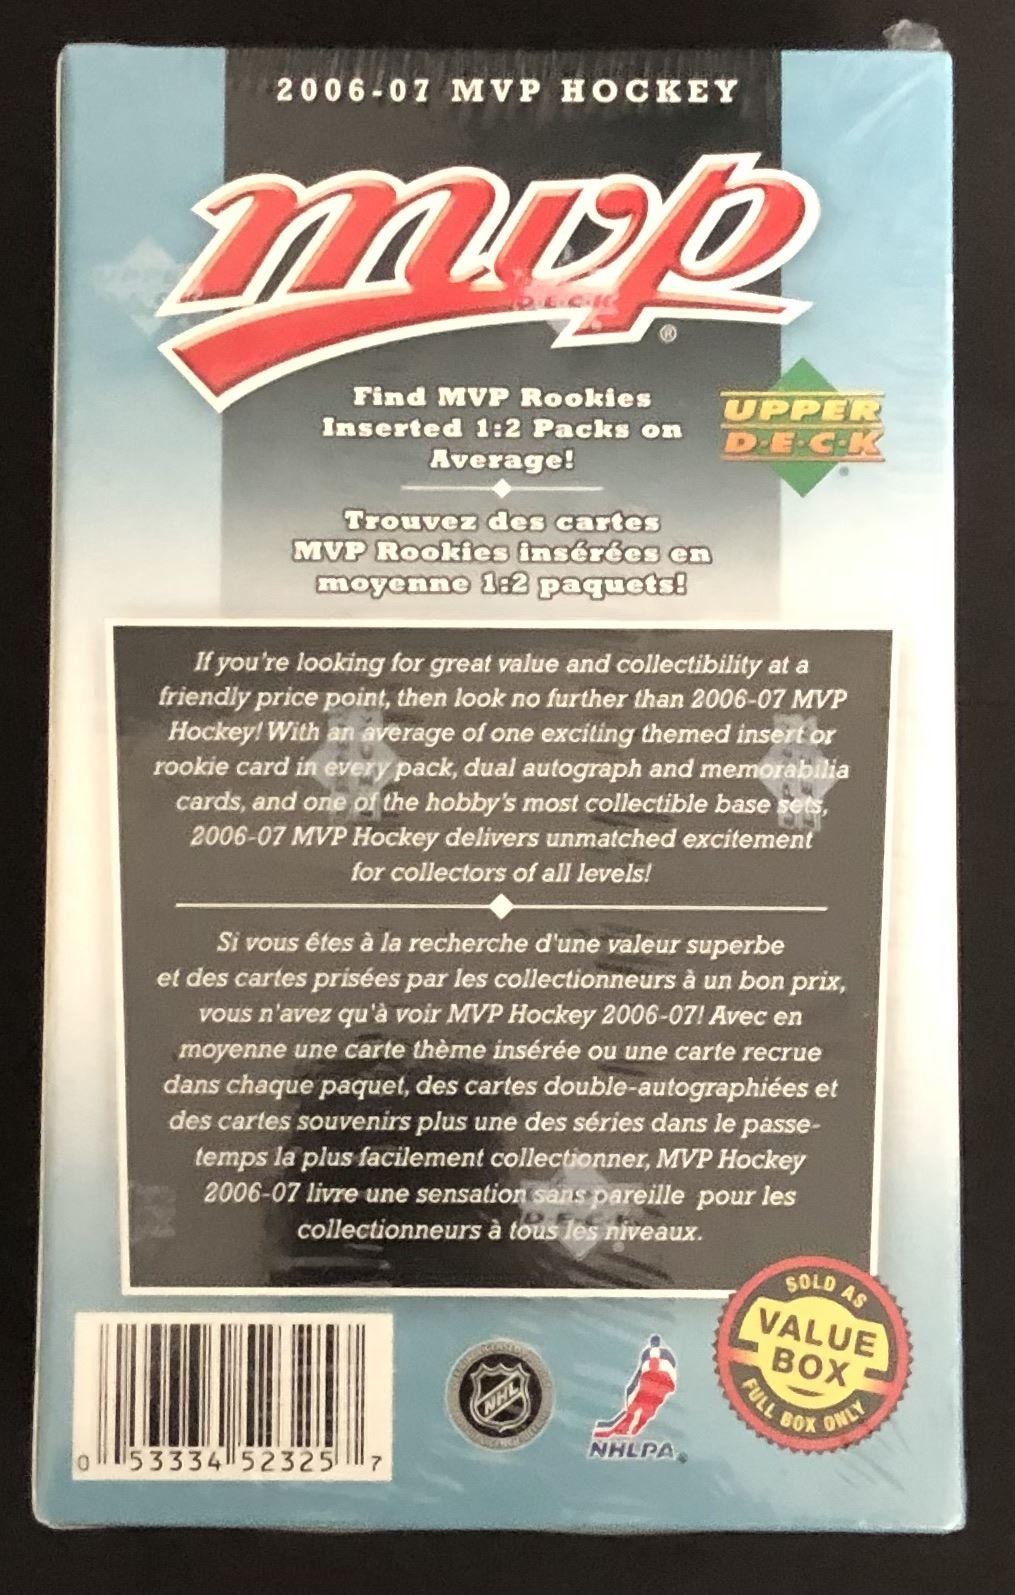 2006-07 MVP HOCKEY
mvp
®
Find MVP Rookies
Inserted 1:2 Packs on
Average!
UPPER
D·E·C·K
Trouvez des cartes
MVP Rookies insérées en
moyenne 1:2 paquets!
If you're looking for great value and collectibility at a
friendly price point, then look no further than 2006-07 MVP
Hockey! With an average of one exciting themed insert or
rookie card in every pack, dual autograph and memorabilia
cards, and one of the hobby's most collectible base sets,
2006-07 MVP Hockey delivers unmatched excitement
for collectors of all levels!
Si vous êtes à la recherche d'une valeur superbe
et des cartes prisées par les collectionneurs à un bon prix,
vous n'avez qu'à voir MVP Hockey 2006-07! Avec en
moyenne une carte thème insérée ou une carte recrue
dans chaque paquet, des cartes double-autographiées et
des cartes souvenirs plus une des séries dans le passe-
temps la plus facilement collectionner, MVP Hockey
2006-07 livre une sensation sans pareille pour les
collectionneurs à tous les niveaux.
SOLD AS
VALUE
BOX
FULL BOX ONLY
NHL
NHLPA
0 53334 52325 7